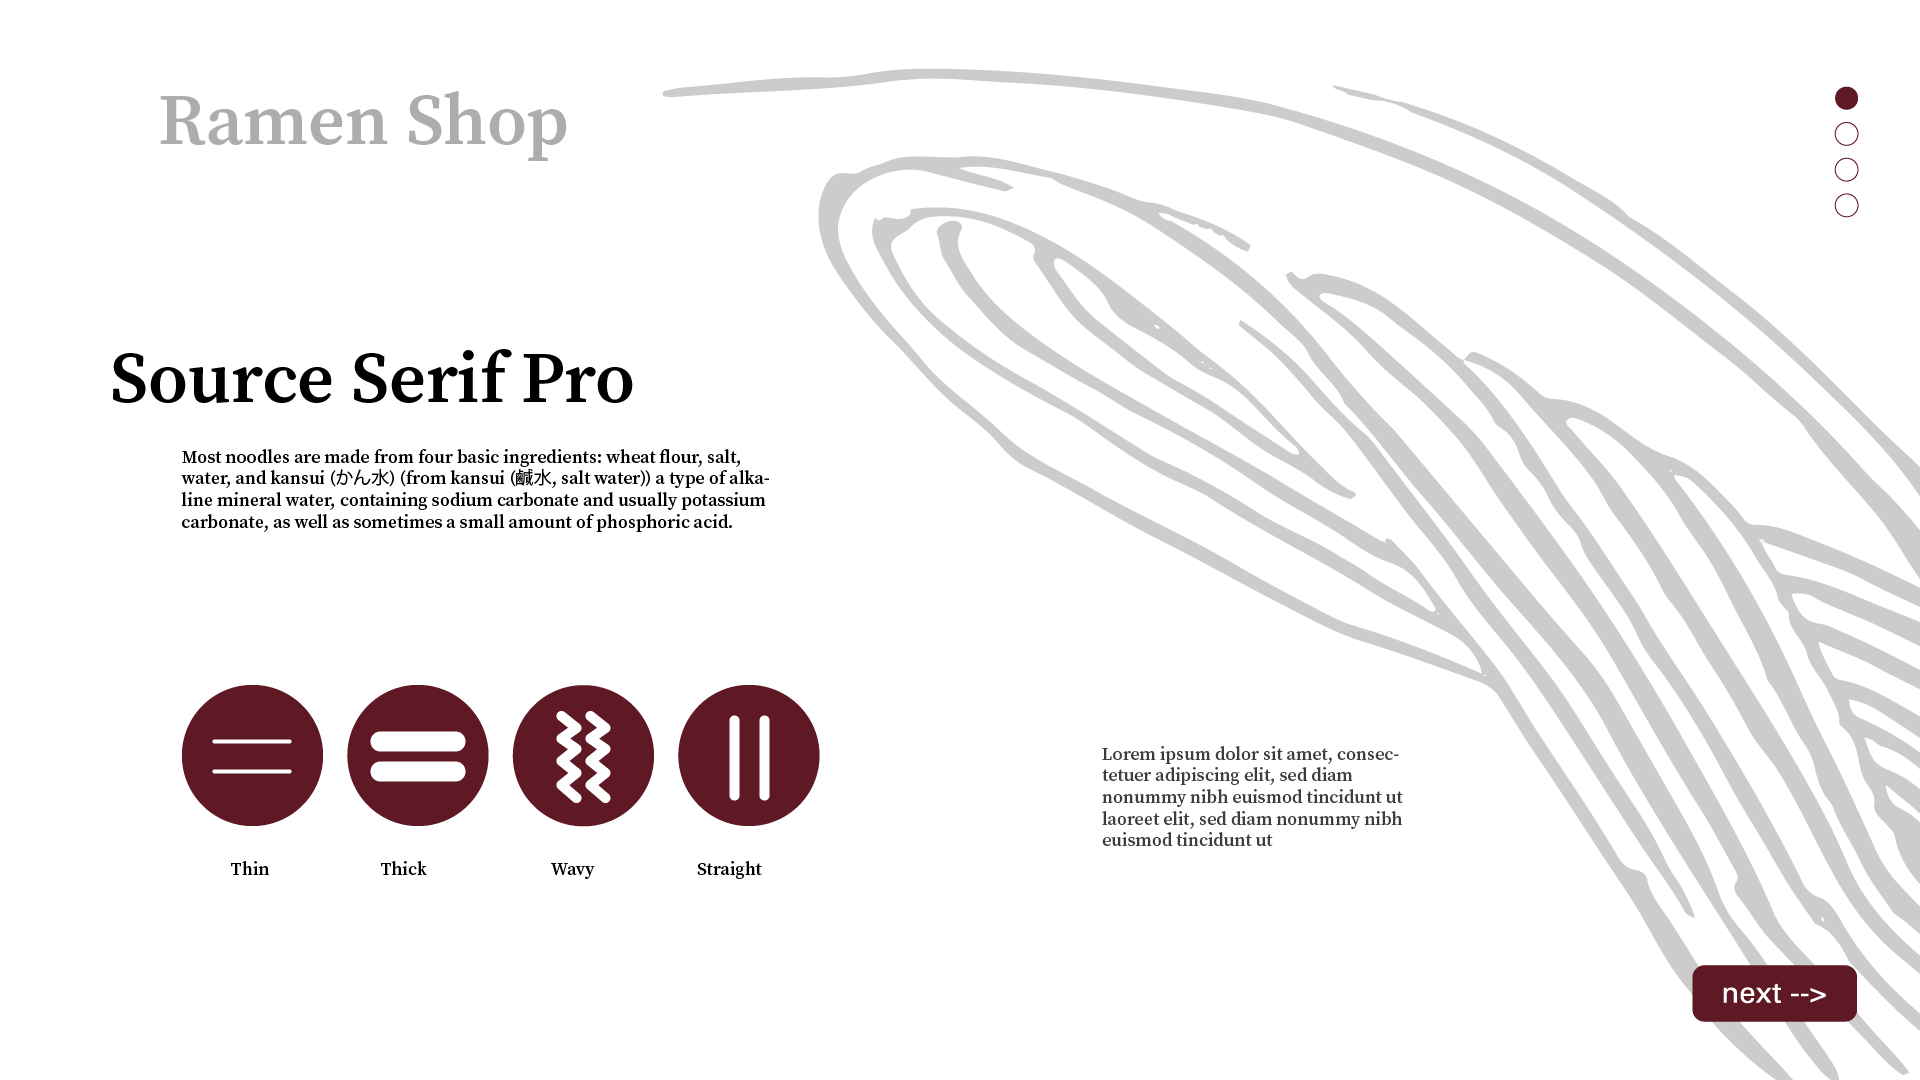 Ramen Shop
Source Serif Pro
Most noodles are made from four basic ingredients: wheat flour, salt,
water, and kansui (かん水) (from kansui (鹹水, salt water)) a type of alka-
line mineral water, containing sodium carbonate and usually potassium
carbonate, as well as sometimes a small amount of phosphoric acid.
Thin
Thick
Wavy
Straight
Lorem ipsum dolor sit amet, consec-
tetuer adipiscing elit, sed diam
nonummy nibh euismod tincidunt ut
laoreet elit, sed diam nonummy nibh
euismod tincidunt ut
next -->